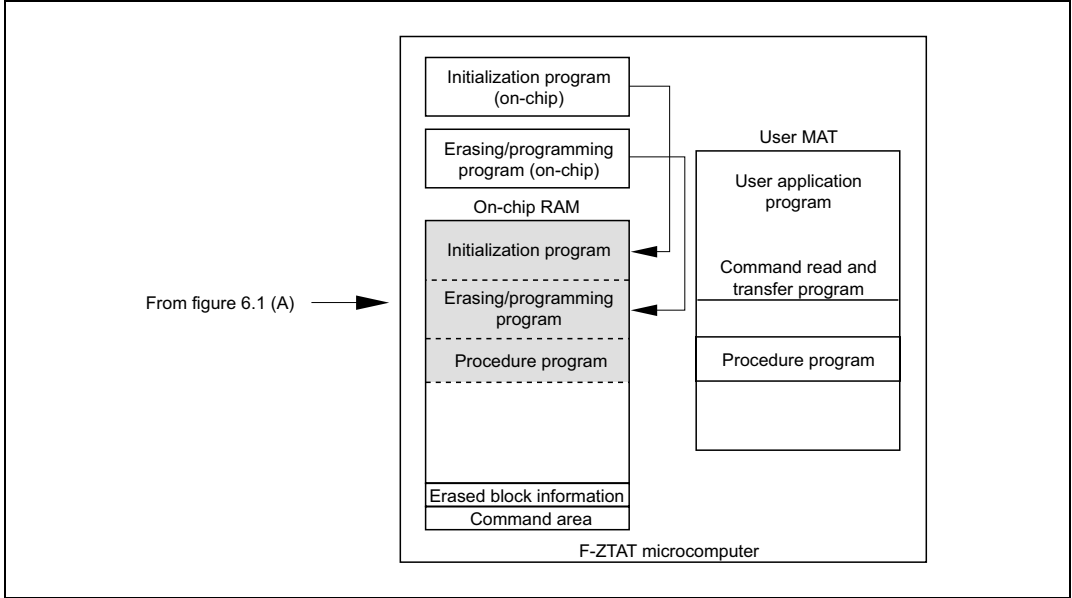 Initialization program
(on-chip)
Erasing/programming
program (on-chip)
On-chip RAM
Initialization program
Erasing/programming
program
Procedure program
Erased block information
Command area
User MAT
User application
program
Command read and
transfer program
Procedure program
From figure 6.1 (A)
F-ZTAT microcomputer